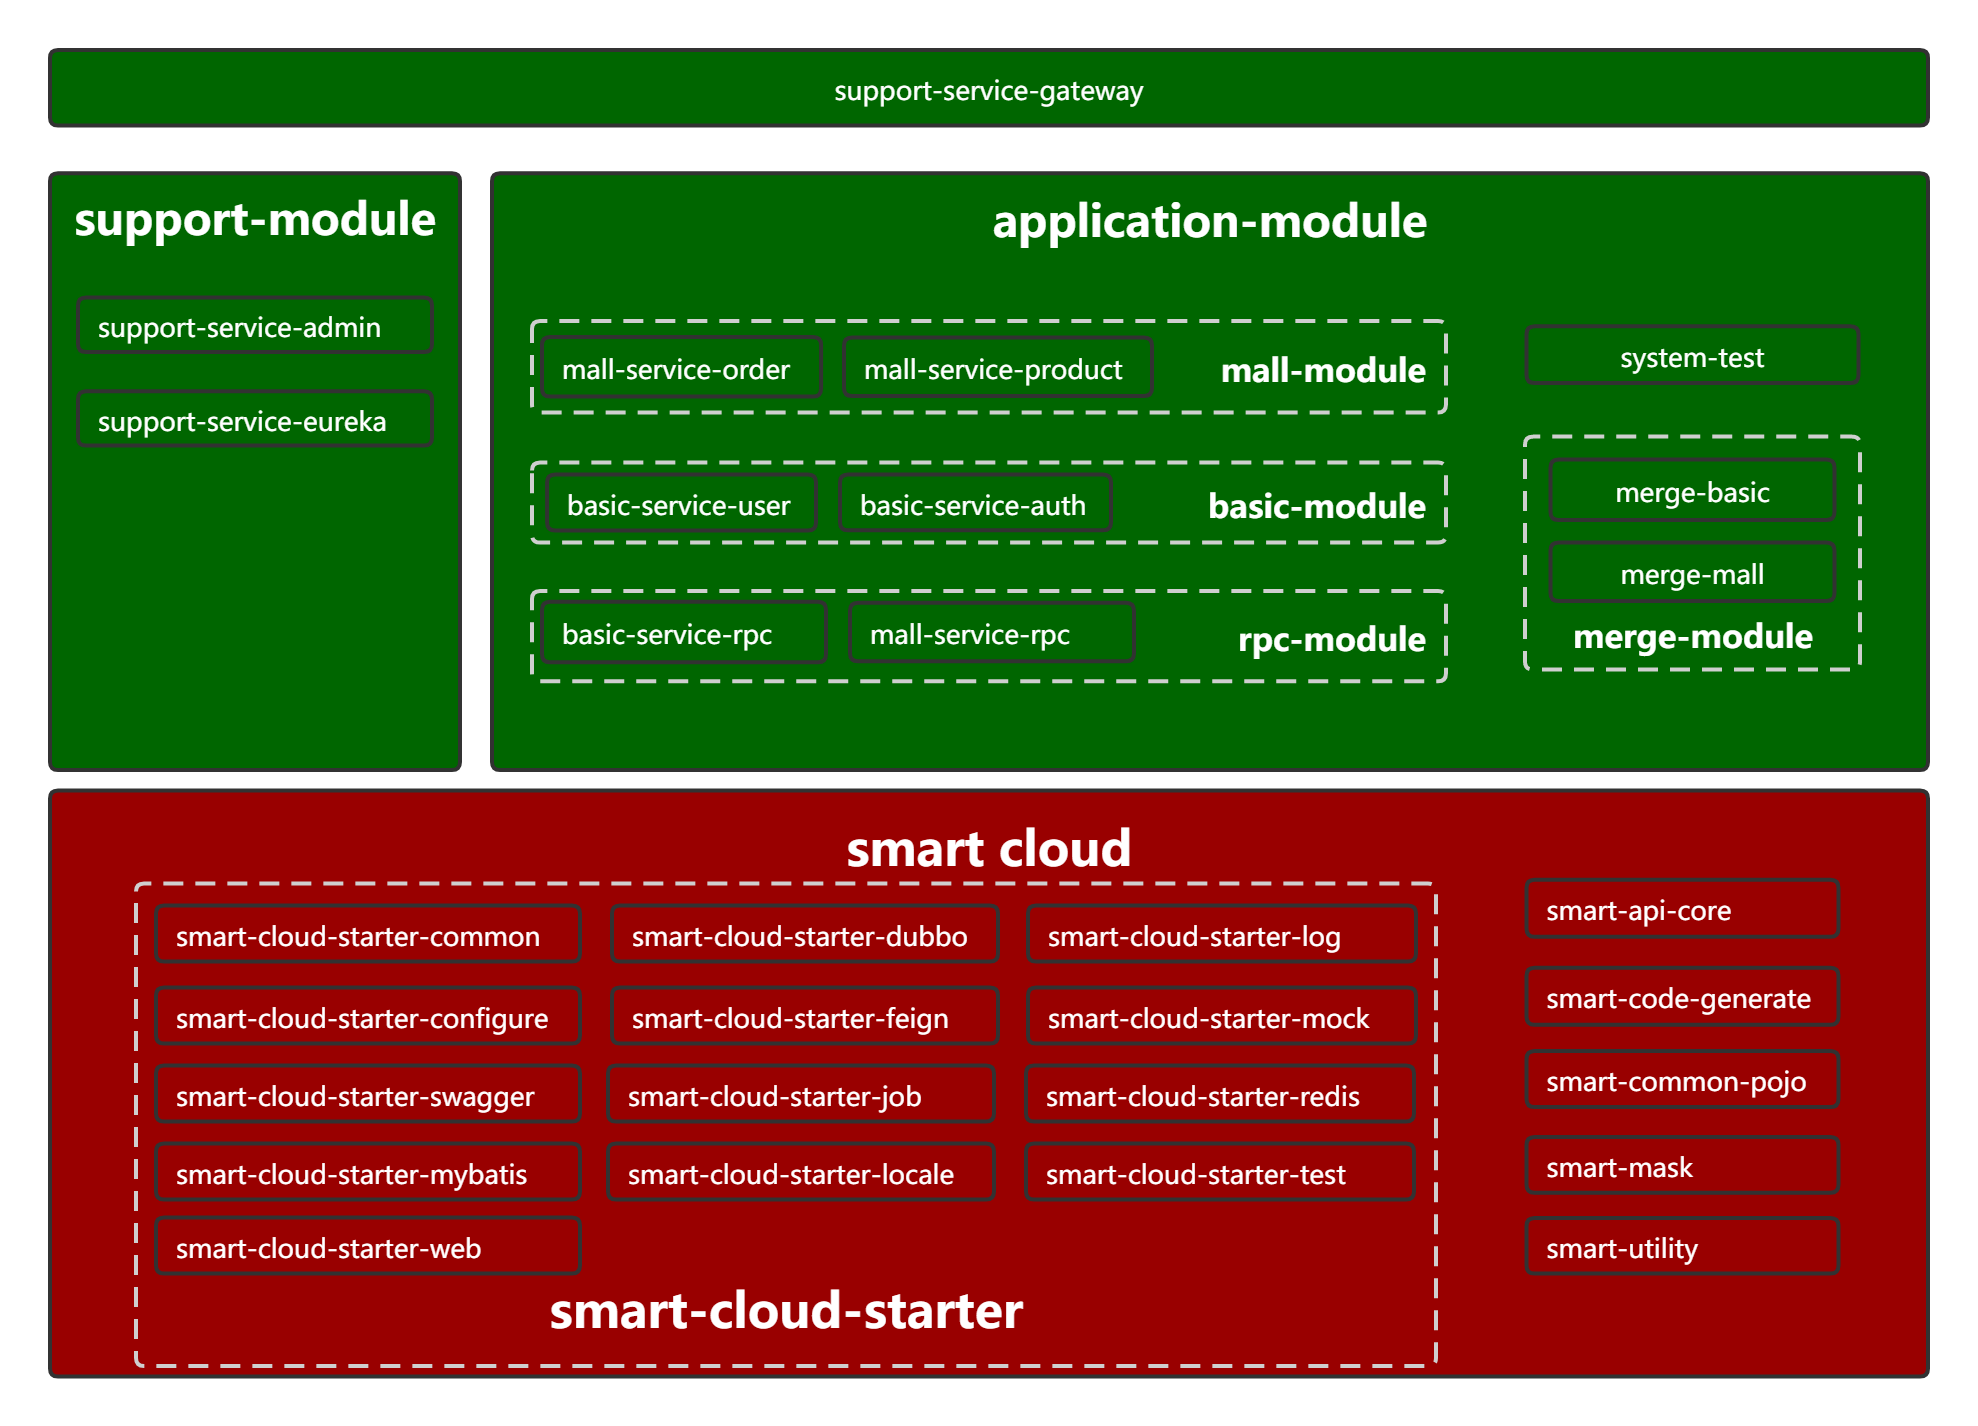 support-service-gateway
support-module
support-service-admin
support-service-eureka
application-module
mall-service-order
mall-service-product
mall-module
basic-service-user
basic-service-auth
basic-module
basic-service-rpc
mall-service-rpc
rpc-module
system-test
merge-basic
merge-mall
merge-module
smart cloud
smart-cloud-starter-common
smart-cloud-starter-dubbo
smart-cloud-starter-log
smart-cloud-starter-configure
smart-cloud-starter-feign
smart-cloud-starter-mock
smart-cloud-starter-swagger
smart-cloud-starter-job
smart-cloud-starter-redis
smart-cloud-starter-mybatis
smart-cloud-starter-locale
smart-cloud-starter-test
smart-cloud-starter-web
smart-cloud-starter
smart-api-core
smart-code-generate
smart-common-pojo
smart-mask
smart-utility